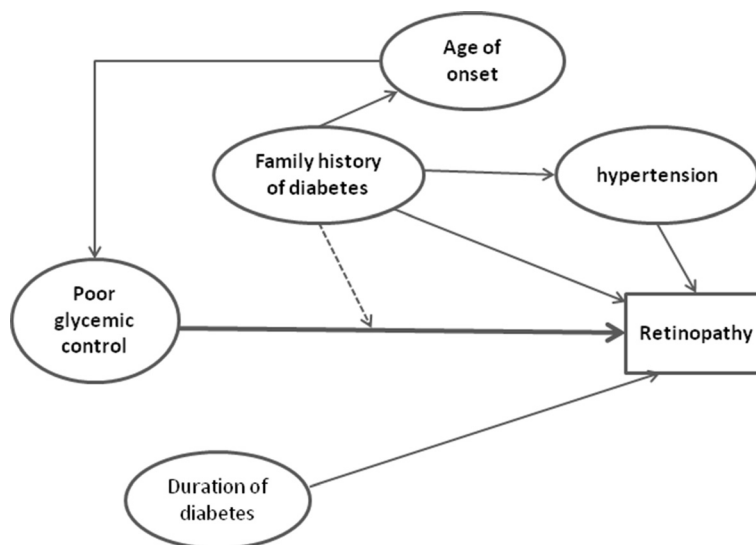 Age of
onset
Family history
of diabetes
hypertension
Poor
glycemic
control
Retinopathy
Duration of
diabetes